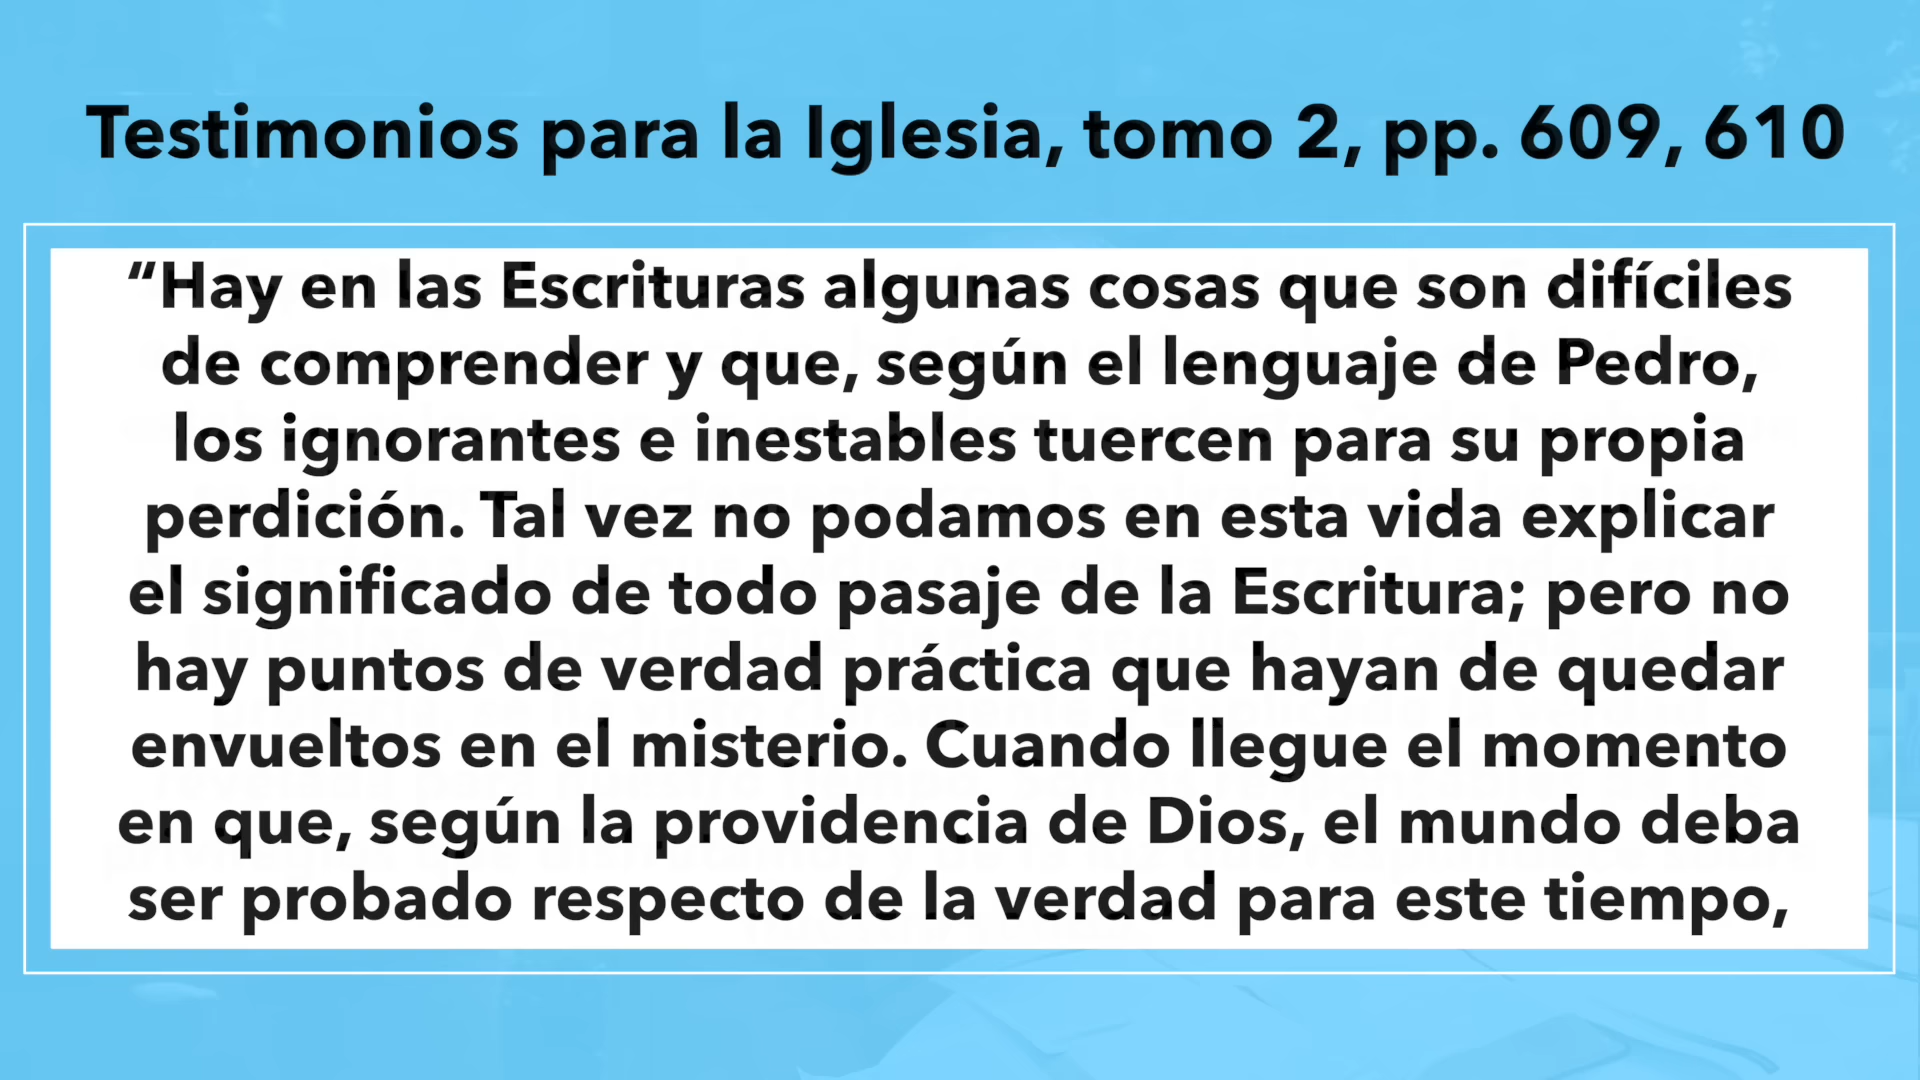 Testimonios para la Iglesia, tomo 2, pp. 609, 610
“Hay en las Escrituras algunas cosas que son difíciles
de comprender y que, según el lenguaje de Pedro,
los ignorantes e inestables tuercen para su propia
perdición. Tal vez no podamos en esta vida explicar
el significado de todo pasaje de la Escritura; pero no
hay puntos de verdad práctica que hayan de quedar
envueltos en el misterio. Cuando llegue el momento
en que, según la providencia de Dios, el mundo deba
ser probado respecto de la verdad para este tiempo,